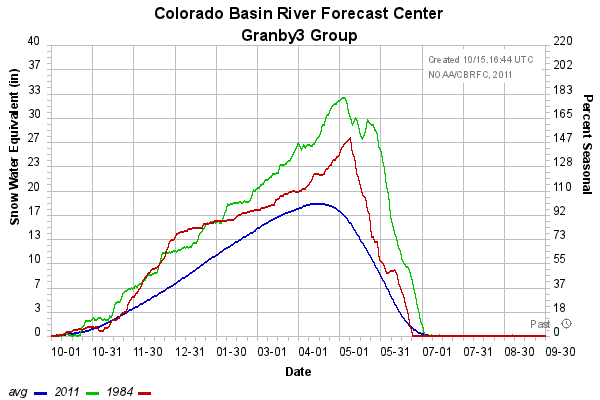 Colorado Basin River Forecast Center
Granby3 Group
Created 10/15.16:44 UTC
NOAA/CBRFC, 2011
Snow Water Equivalent (in)
40
37
33
30
27
23
20
17
13
10
7
3
0
220
202
183
165
147
128
110
92
73
55
37
18
0
Percent Seasonal
Past
10-01 10-31 11-30 12-31 01-30 03-01 04-01 05-01 05-31 07-01 07-31 08-30 09-30
Date
avg 2011 1984